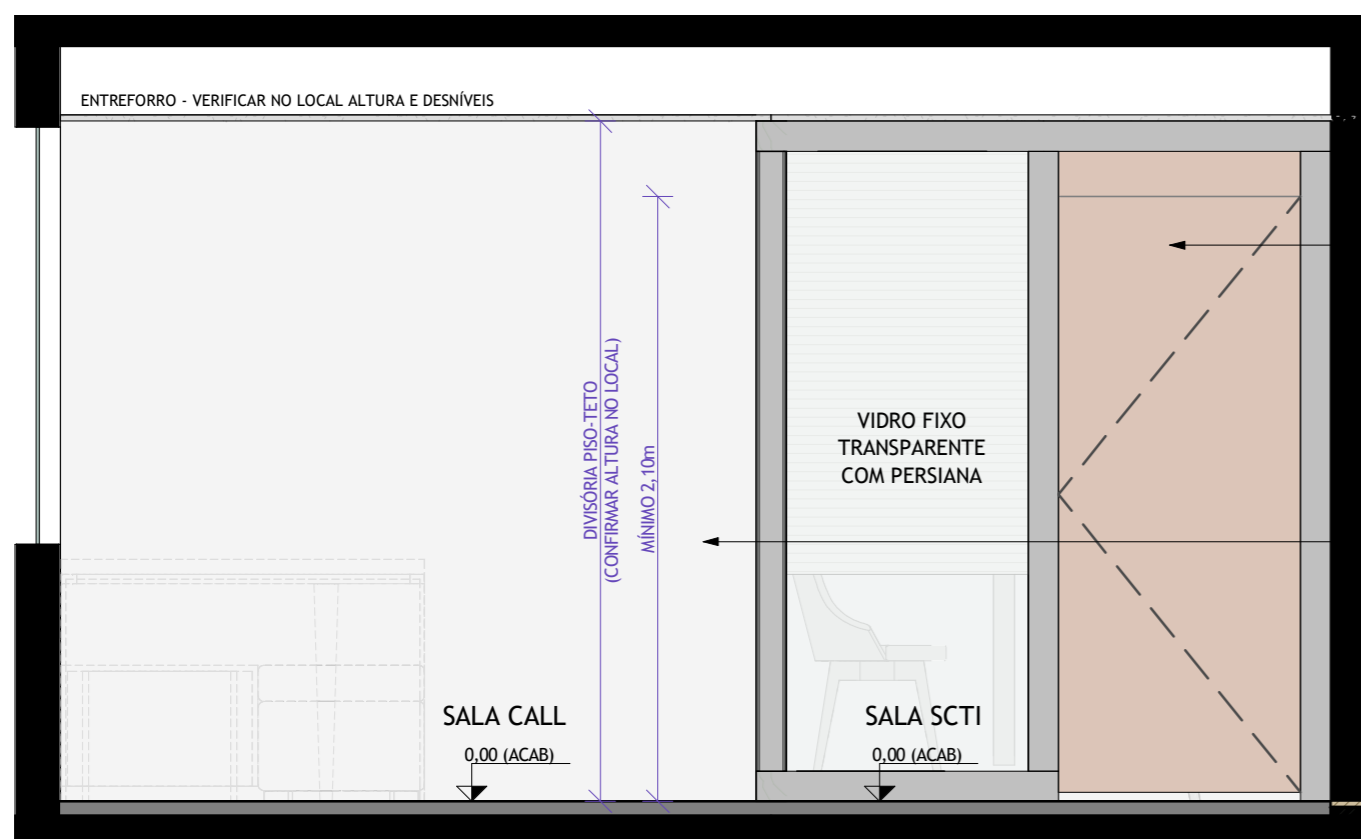 ENTREFORRO - VERIFICAR NO LOCAL ALTURA E DESNÍVEIS
DIVISÓRIA PISO-TETO
(CONFIRMAR ALTURA NO LOCAL)
MÍNIMO 2,10m
VIDRO FIXO
TRANSPARENTE
COM PERSIANA
SALA CALL
0,00 (ACAB)
SALA SCTI
0,00 (ACAB)